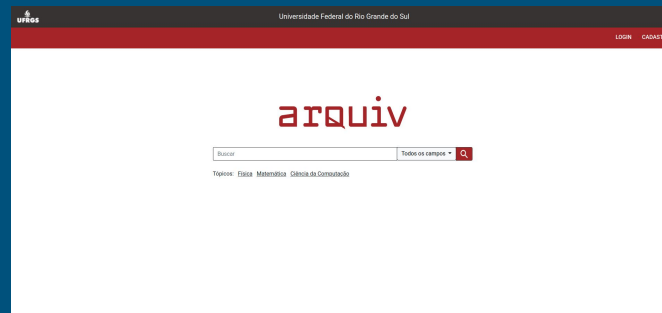 UFRGS
Universidade Federal do Rio Grande do Sul
LOGIN CADAST
arquiv
Buscar Todos os campos
Tópicos: Física Matemática Ciência da Computação